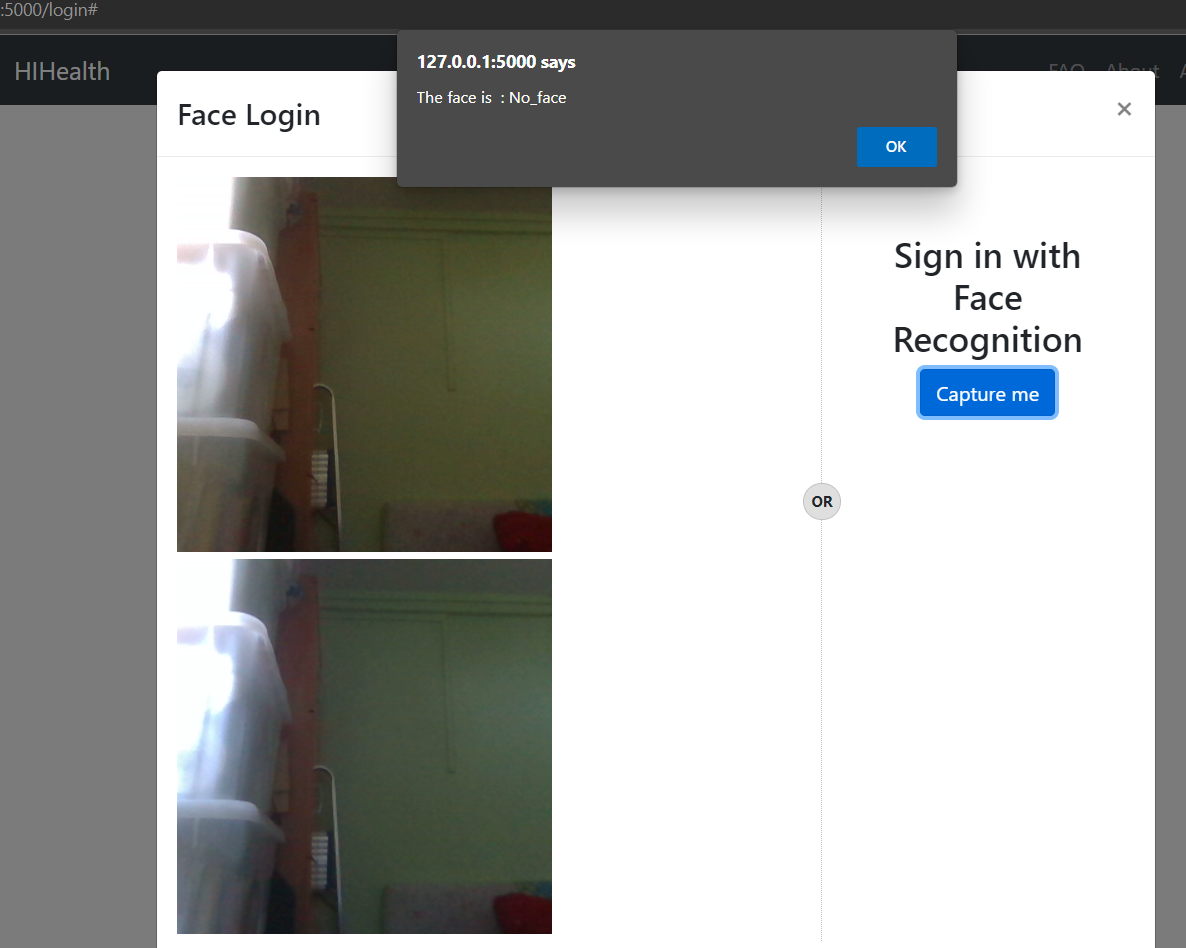 :5000/login#
HIHealth
FAQ About A
127.0.0.1:5000 says
The face is : No_face
OK
Face Login
×
Sign in with
Face
Recognition
Capture me
OR